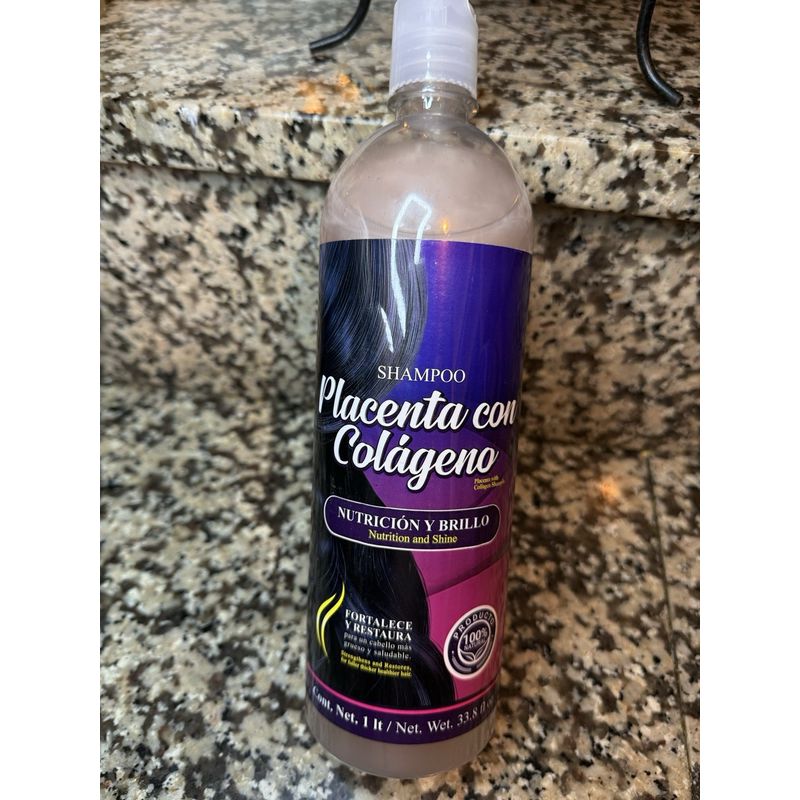 SHAMPOO
Placenta con
Colágeno
Placenta with
Collagen
NUTRICIÓN Y BRILLO
Nutrition and Shine
FORTALECE
Y RESTAURA
para un cabello más
grueso y saludable.
Strengthens and Restores,
for fuller thicker healthier hair.
PRODUCTO
100%
NATURAL
Cont. Net. 1 lt / Net. Wet. 33.8 fl